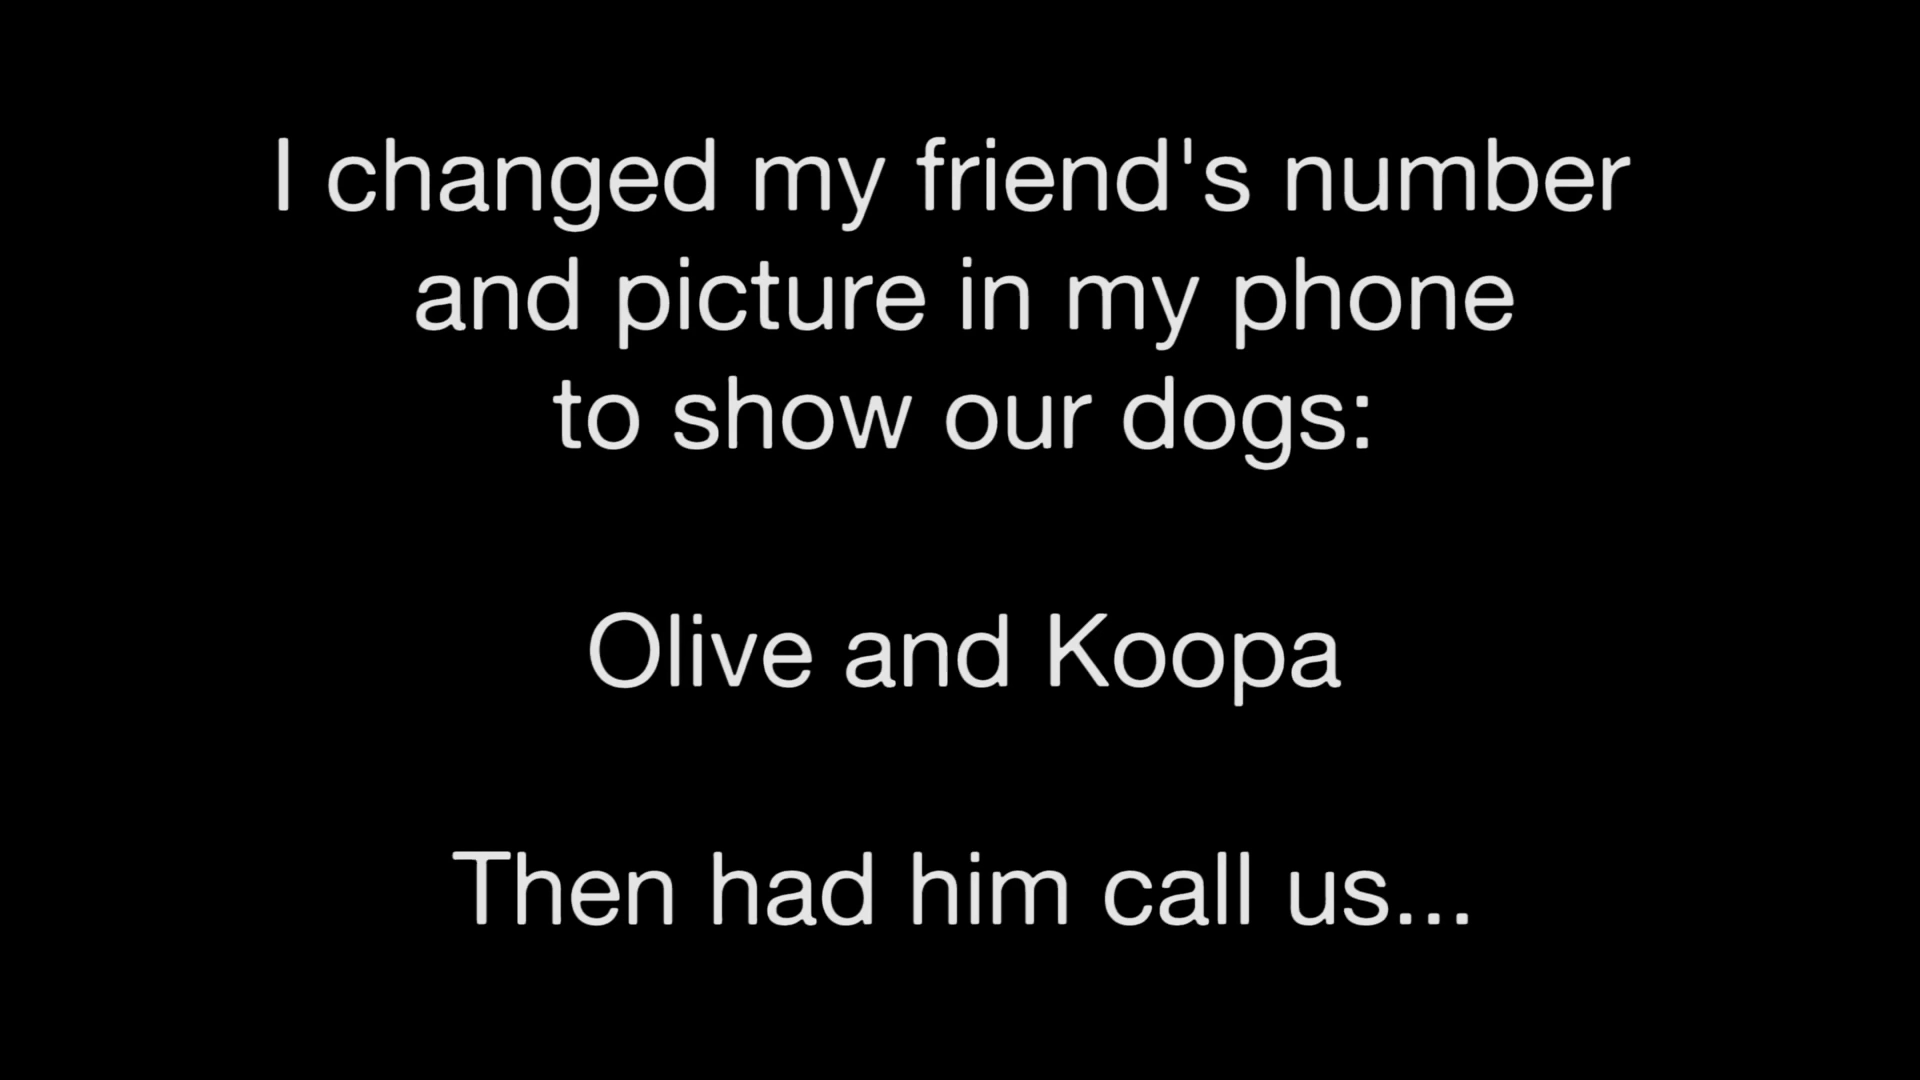 I changed my friend's number
and picture in my phone
to show our dogs:
Olive and Koopa
Then had him call us...